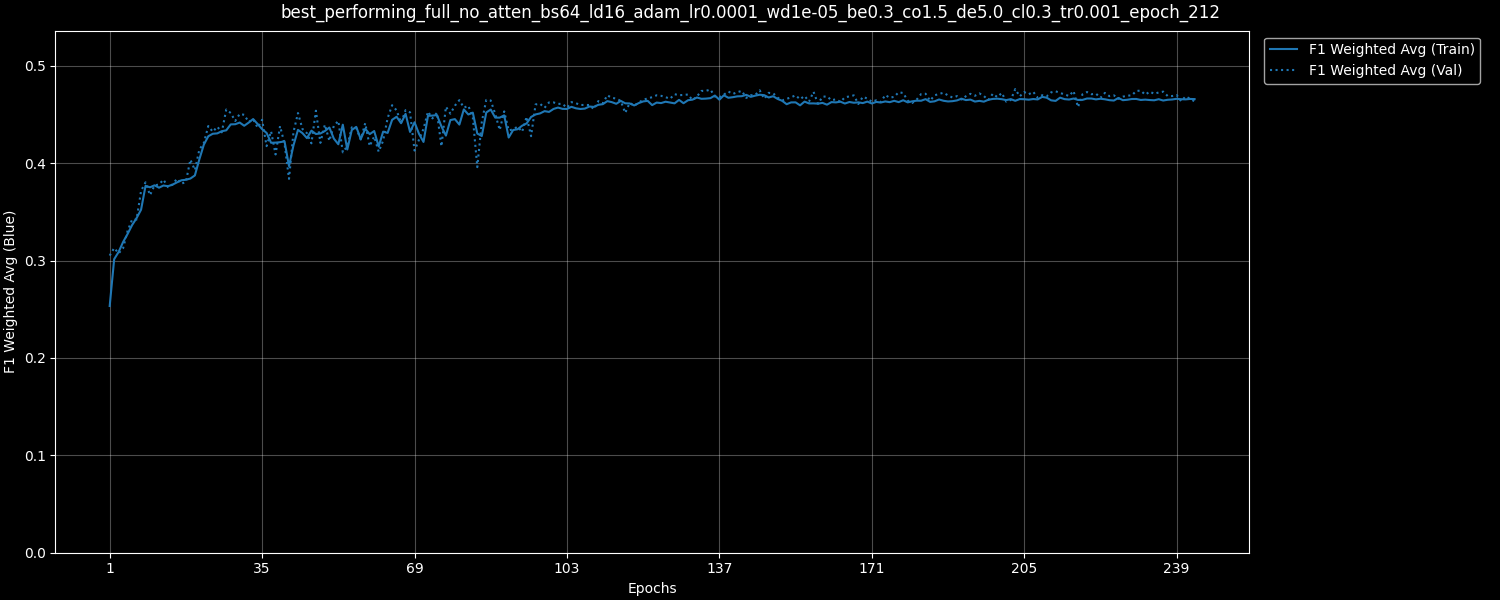 best_performing_full_no_atten_bs64_ld16_adam_lr0.0001_wd1e-05_be0.3_co1.5_de5.0_cl0.3_tr0.001_epoch_212
F1 Weighted Avg (Train)
F1 Weighted Avg (Val)
F1 Weighted Avg (Blue)
0.5
0.4
0.3
0.2
0.1
0.0
1 35 69 103 137 171 205 239
Epochs